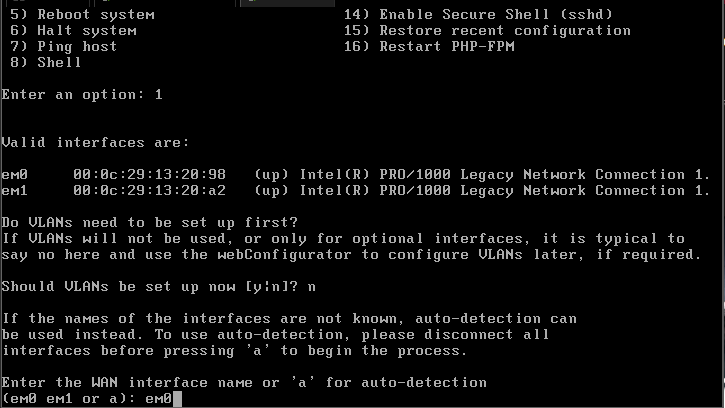 5) Reboot system                      14) Enable Secure Shell (sshd)
6) Halt system                        15) Restore recent configuration
7) Ping host                          16) Restart PHP-FPM
8) Shell
Enter an option: 1
Valid interfaces are:
em0     00:0c:29:13:20:98   (up) Intel(R) PRO/1000 Legacy Network Connection 1.
em1     00:0c:29:13:20:a2   (up) Intel(R) PRO/1000 Legacy Network Connection 1.
Do VLANs need to be set up first?
If VLANs will not be used, or only for optional interfaces, it is typical to
say no here and use the webConfigurator to configure VLANs later, if required.
Should VLANs be set up now [y|n]? n
If the names of the interfaces are not known, auto-detection can
be used instead. To use auto-detection, please disconnect all
interfaces before pressing 'a' to begin the process.
Enter the WAN interface name or 'a' for auto-detection
(em0 em1 or a): em0